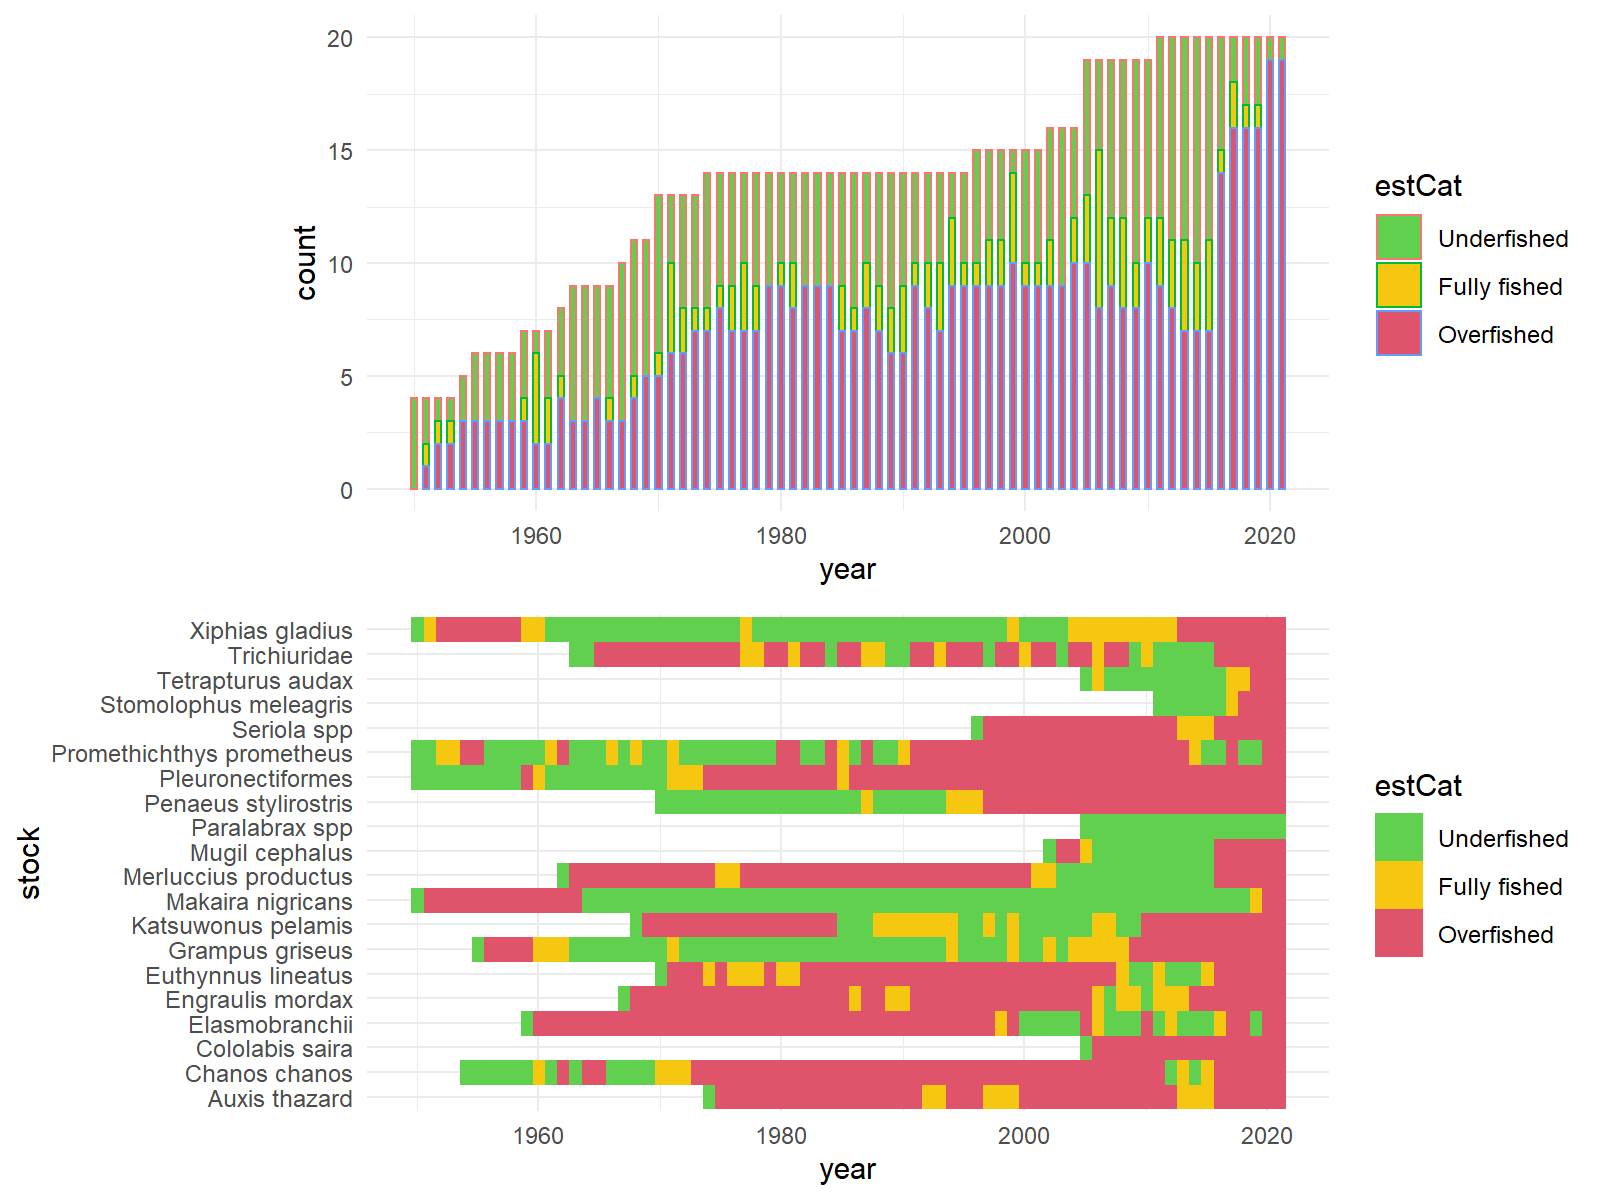 20
15
10
5
0
count
1960 1980 2000 2020
year
estCat
Underfished
Fully fished
Overfished
Xiphias gladius
Trichiuridae
Tetrapturus audax
Stomolophus meleagris
Seriola spp
Promethichthys prometheus
Pleuronectiformes
Penaeus stylirostris
Paralabrax spp
Mugil cephalus
Merluccius productus
Makaira nigricans
Katsuwonus pelamis
Grampus griseus
Euthynnus lineatus
Engraulis mordax
Elasmobranchii
Cololabis saira
Chanos chanos
Auxis thazard
stock
1960 1980 2000 2020
year
estCat
Underfished
Fully fished
Overfished